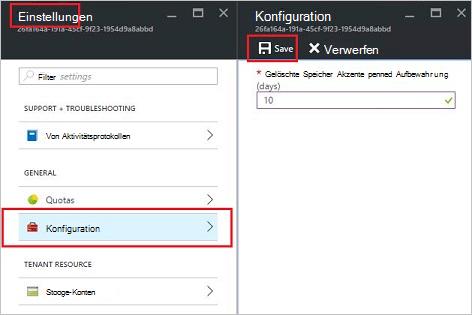 Einstellungen
26fa164a-191a-45cf-9f23-1954d9a8abbd
Filter settings
SUPPORT + TROUBLESHOOTING
Von Aktivitätsprotokollen
GENERAL
Quotas
Konfiguration
TENANT RESOURCE
Stooge-Konten
Konfiguration
26fa164a-191a-45cf-9f23-1954d9a8abbd
Save Verwerfen
* Gelöschte Speicher Akzente penned Aufbewahrung
(days)
10